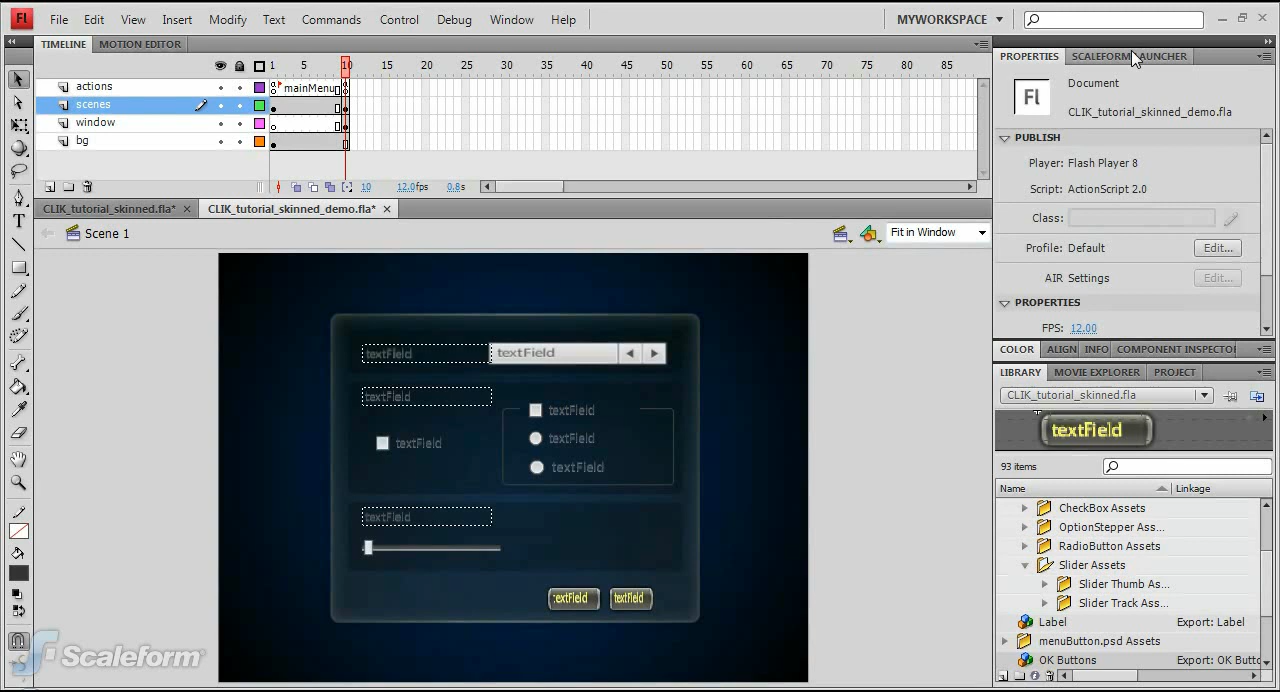 Fl File Edit View Insert Modify Text Commands Control Debug Window Help MYWORKSPACE
TIMELINE MOTION EDITOR
1 5 10 15 20 25 30 35 40 45 50 55 60 65 70 75 80 85
actions mainMenu
scenes
window
bg
10 12.0fps 0.8s
CLIK_tutorial_skinned.fla* CLIK_tutorial_skinned_demo.fla*
Scene 1 Fit in Window
textField textField
textField
textField
textField
textField
textField
textField
textField textField
Scaleform
PROPERTIES SCALEFORM LAUNCHER
Fl Document
CLIK_tutorial_skinned_demo.fla
PUBLISH
Player: Flash Player 8
Script: ActionScript 2.0
Class:
Profile: Default Edit...
AIR Settings Edit...
PROPERTIES
FPS: 12.00
COLOR ALIGN INFO COMPONENT INSPECTOR
LIBRARY MOVIE EXPLORER PROJECT
CLIK_tutorial_skinned.fla
textField
93 items
Name Linkage
CheckBox Assets
OptionStepper Ass...
RadioButton Assets
Slider Assets
Slider Thumb As...
Slider Track Ass...
Label Export: Label
menuButton.psd Assets
OK Buttons Export: OK Butto